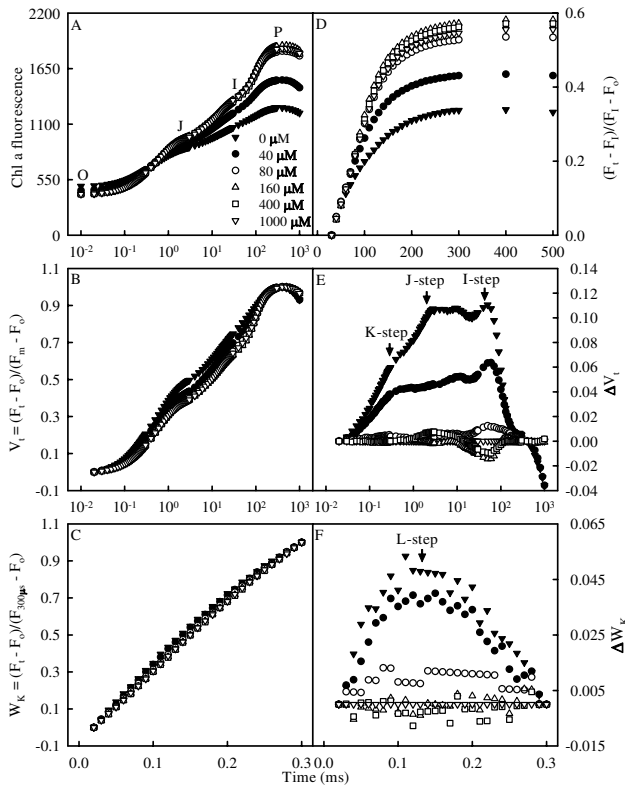 A
Chl a fluorescence
2200
1650
1100
550
0
O
J
I
P
0 μM
40 μM
80 μM
160 μM
400 μM
1000 μM
10⁻² 10⁻¹ 10⁰ 10¹ 10² 10³
D
(Fₜ - F_I)/(F_I - Fₒ)
0.6
0.4
0.2
0.0
100 200 300 400 500
B
Vₜ = (Fₜ - Fₒ)/(Fₘ - Fₒ)
1.1
0.9
0.7
0.5
0.3
0.1
-0.1
10⁻² 10⁻¹ 10⁰ 10¹ 10² 10³
E
K-step
J-step
I-step
ΔVₜ
0.14
0.12
0.10
0.08
0.06
0.04
0.02
0.00
-0.02
-0.04
10⁻² 10⁻¹ 10⁰ 10¹ 10² 10³
C
W_K = (Fₜ - Fₒ)/(F₃₀₀μs - Fₒ)
1.1
0.9
0.7
0.5
0.3
0.1
-0.1
0.0 0.1 0.2 0.3
F
L-step
ΔW_K
0.065
0.045
0.025
0.005
-0.015
0.0 0.1 0.2 0.3
Time (ms)